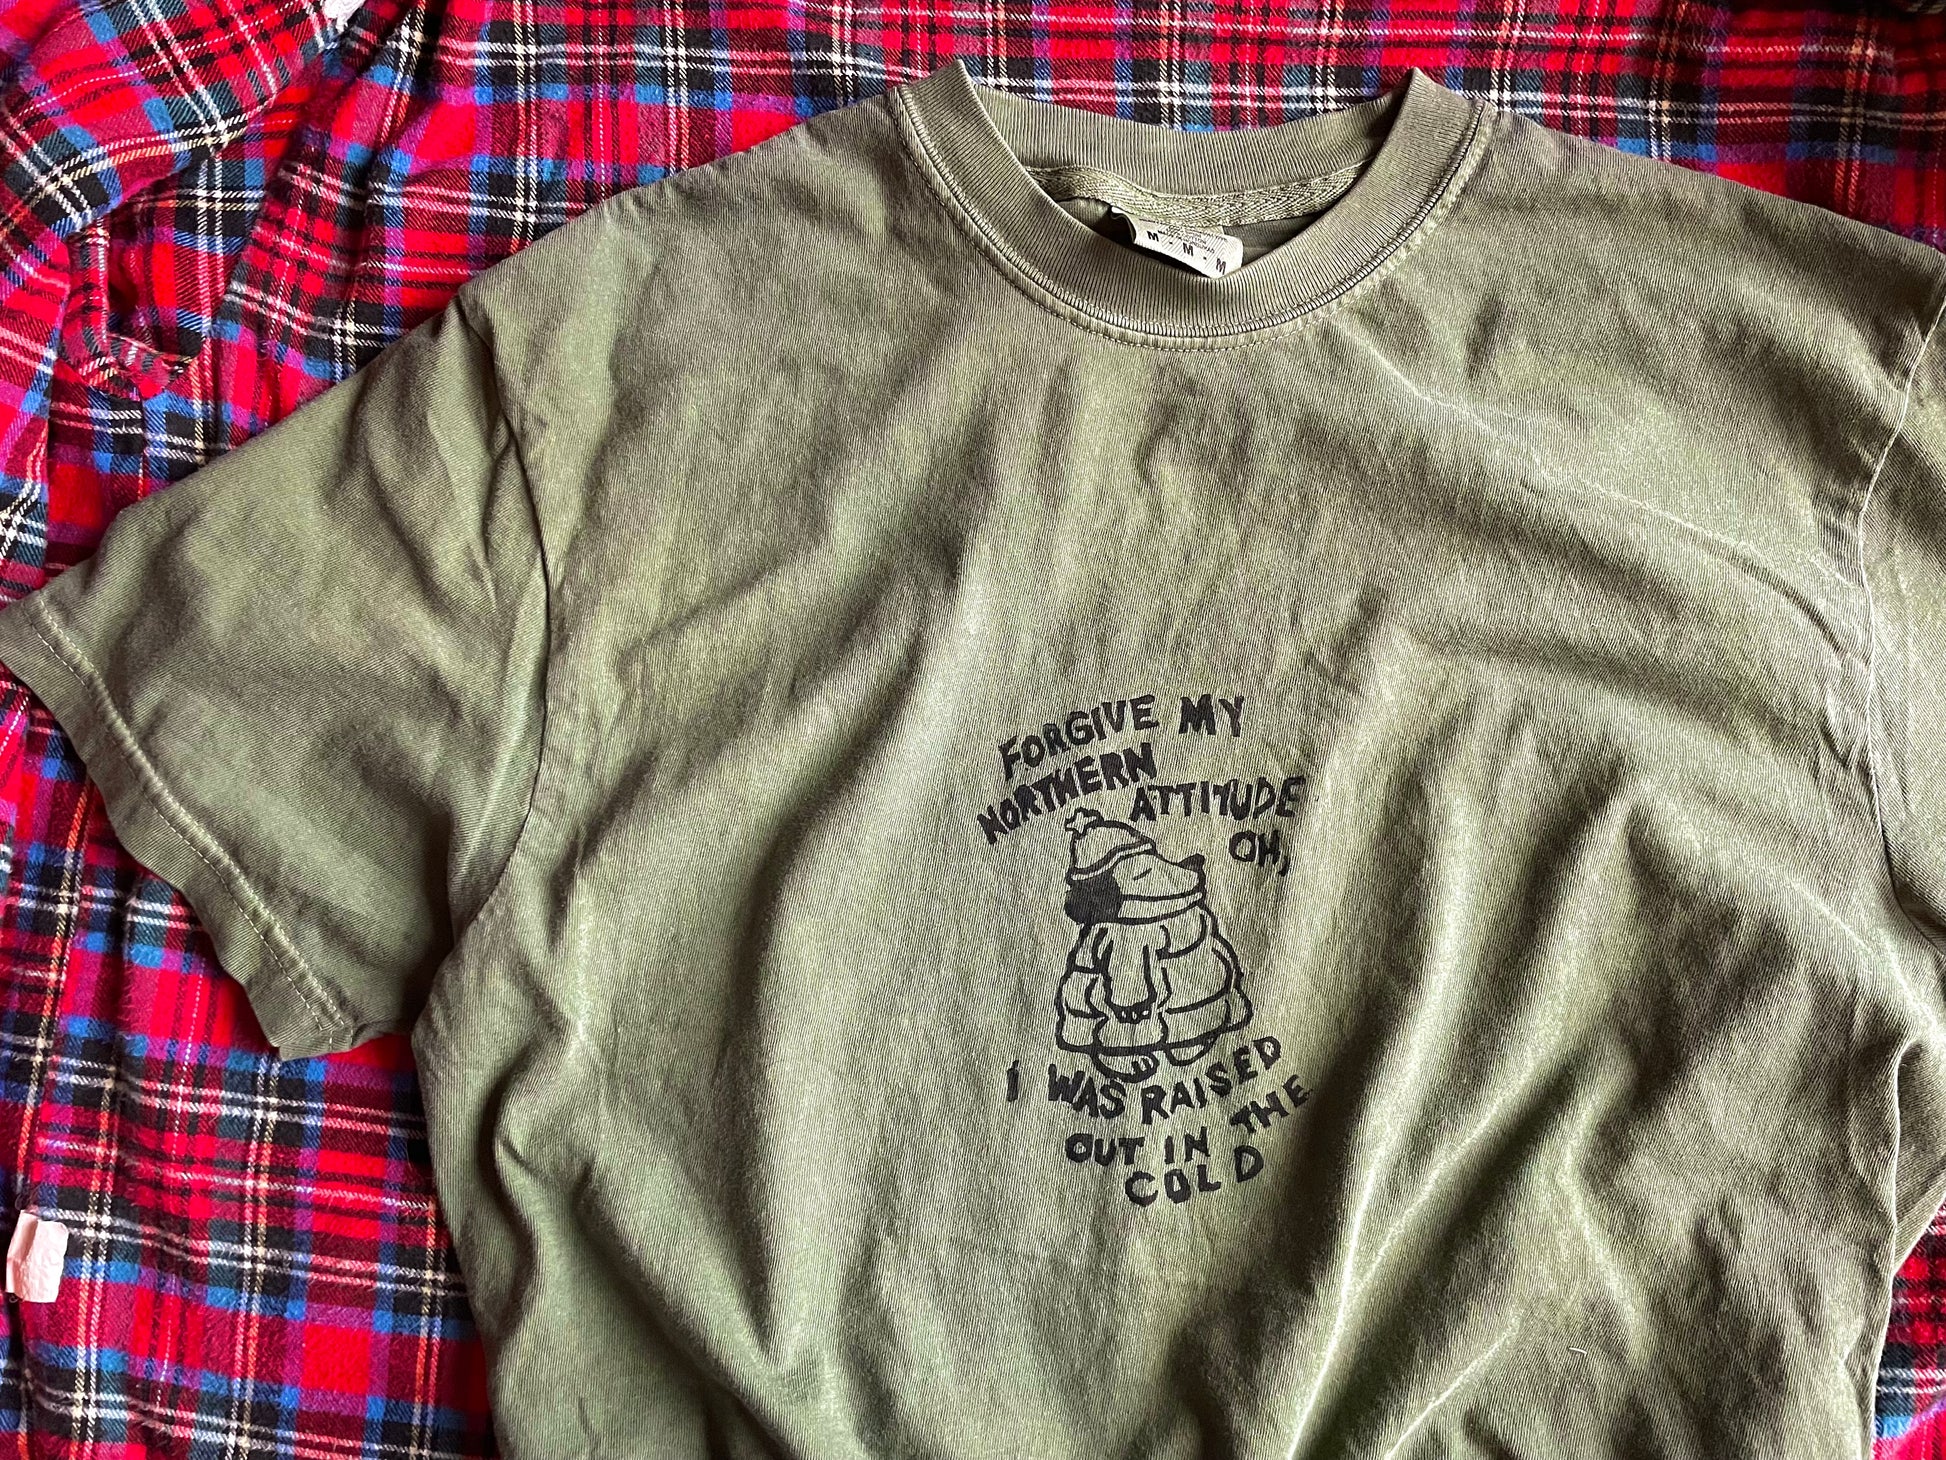 M - M - M
FORGIVE MY
NORTHERN
ATTITUDE
OH,
I WAS RAISED
OUT IN THE
COLD